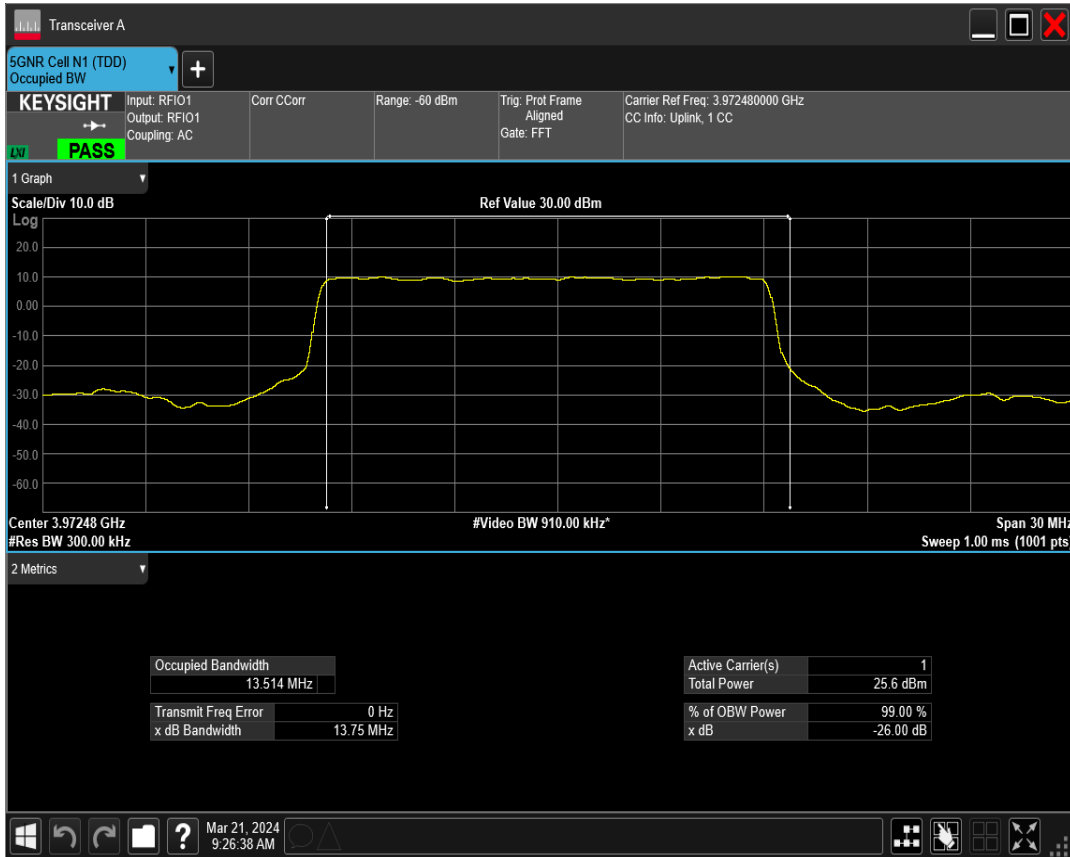 Transceiver A
5GNR Cell N1 (TDD)
Occupied BW
KEYSIGHT
LXI
PASS
Input: RFIO1
Output: RFIO1
Coupling: AC
Corr CCorr
Range: -60 dBm
Trig: Prot Frame
Aligned
Gate: FFT
Carrier Ref Freq: 3.972480000 GHz
CC Info: Uplink, 1 CC
1 Graph
Scale/Div 10.0 dB
Ref Value 30.00 dBm
Log
20.0
10.0
0.00
-10.0
-20.0
-30.0
-40.0
-50.0
-60.0
Center 3.97248 GHz
#Video BW 910.00 kHz*
Span 30 MHz
#Res BW 300.00 kHz
Sweep 1.00 ms (1001 pts)
2 Metrics
Occupied Bandwidth
13.514 MHz
Transmit Freq Error 0 Hz
x dB Bandwidth 13.75 MHz
Active Carrier(s) 1
Total Power 25.6 dBm
% of OBW Power 99.00 %
x dB -26.00 dB
?
Mar 21, 2024
9:26:38 AM